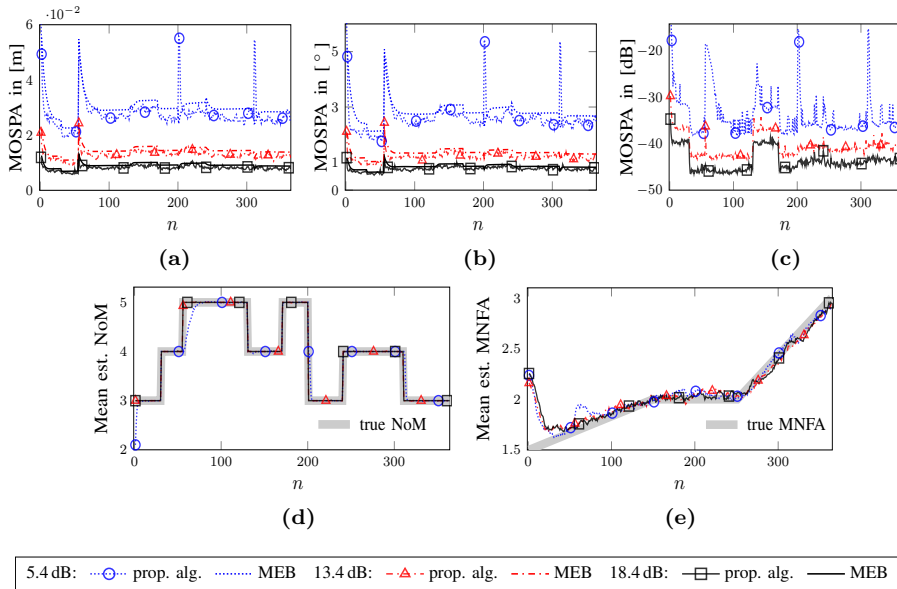 ·10⁻²
6
4
2
0
0 100 200 300
MOSPA in [m]
n
(a)
5
3
1
0
0 100 200 300
MOSPA in [°]
n
(b)
−20
−30
−40
−50
0 100 200 300
MOSPA in [dB]
n
(c)
5
4
3
2
0 100 200 300
Mean est. NoM
true NoM
n
(d)
3
2.5
2
1.5
0 100 200 300
Mean est. MNFA
true MNFA
n
(e)
5.4 dB: prop. alg. MEB 13.4 dB: prop. alg. MEB 18.4 dB: prop. alg. MEB